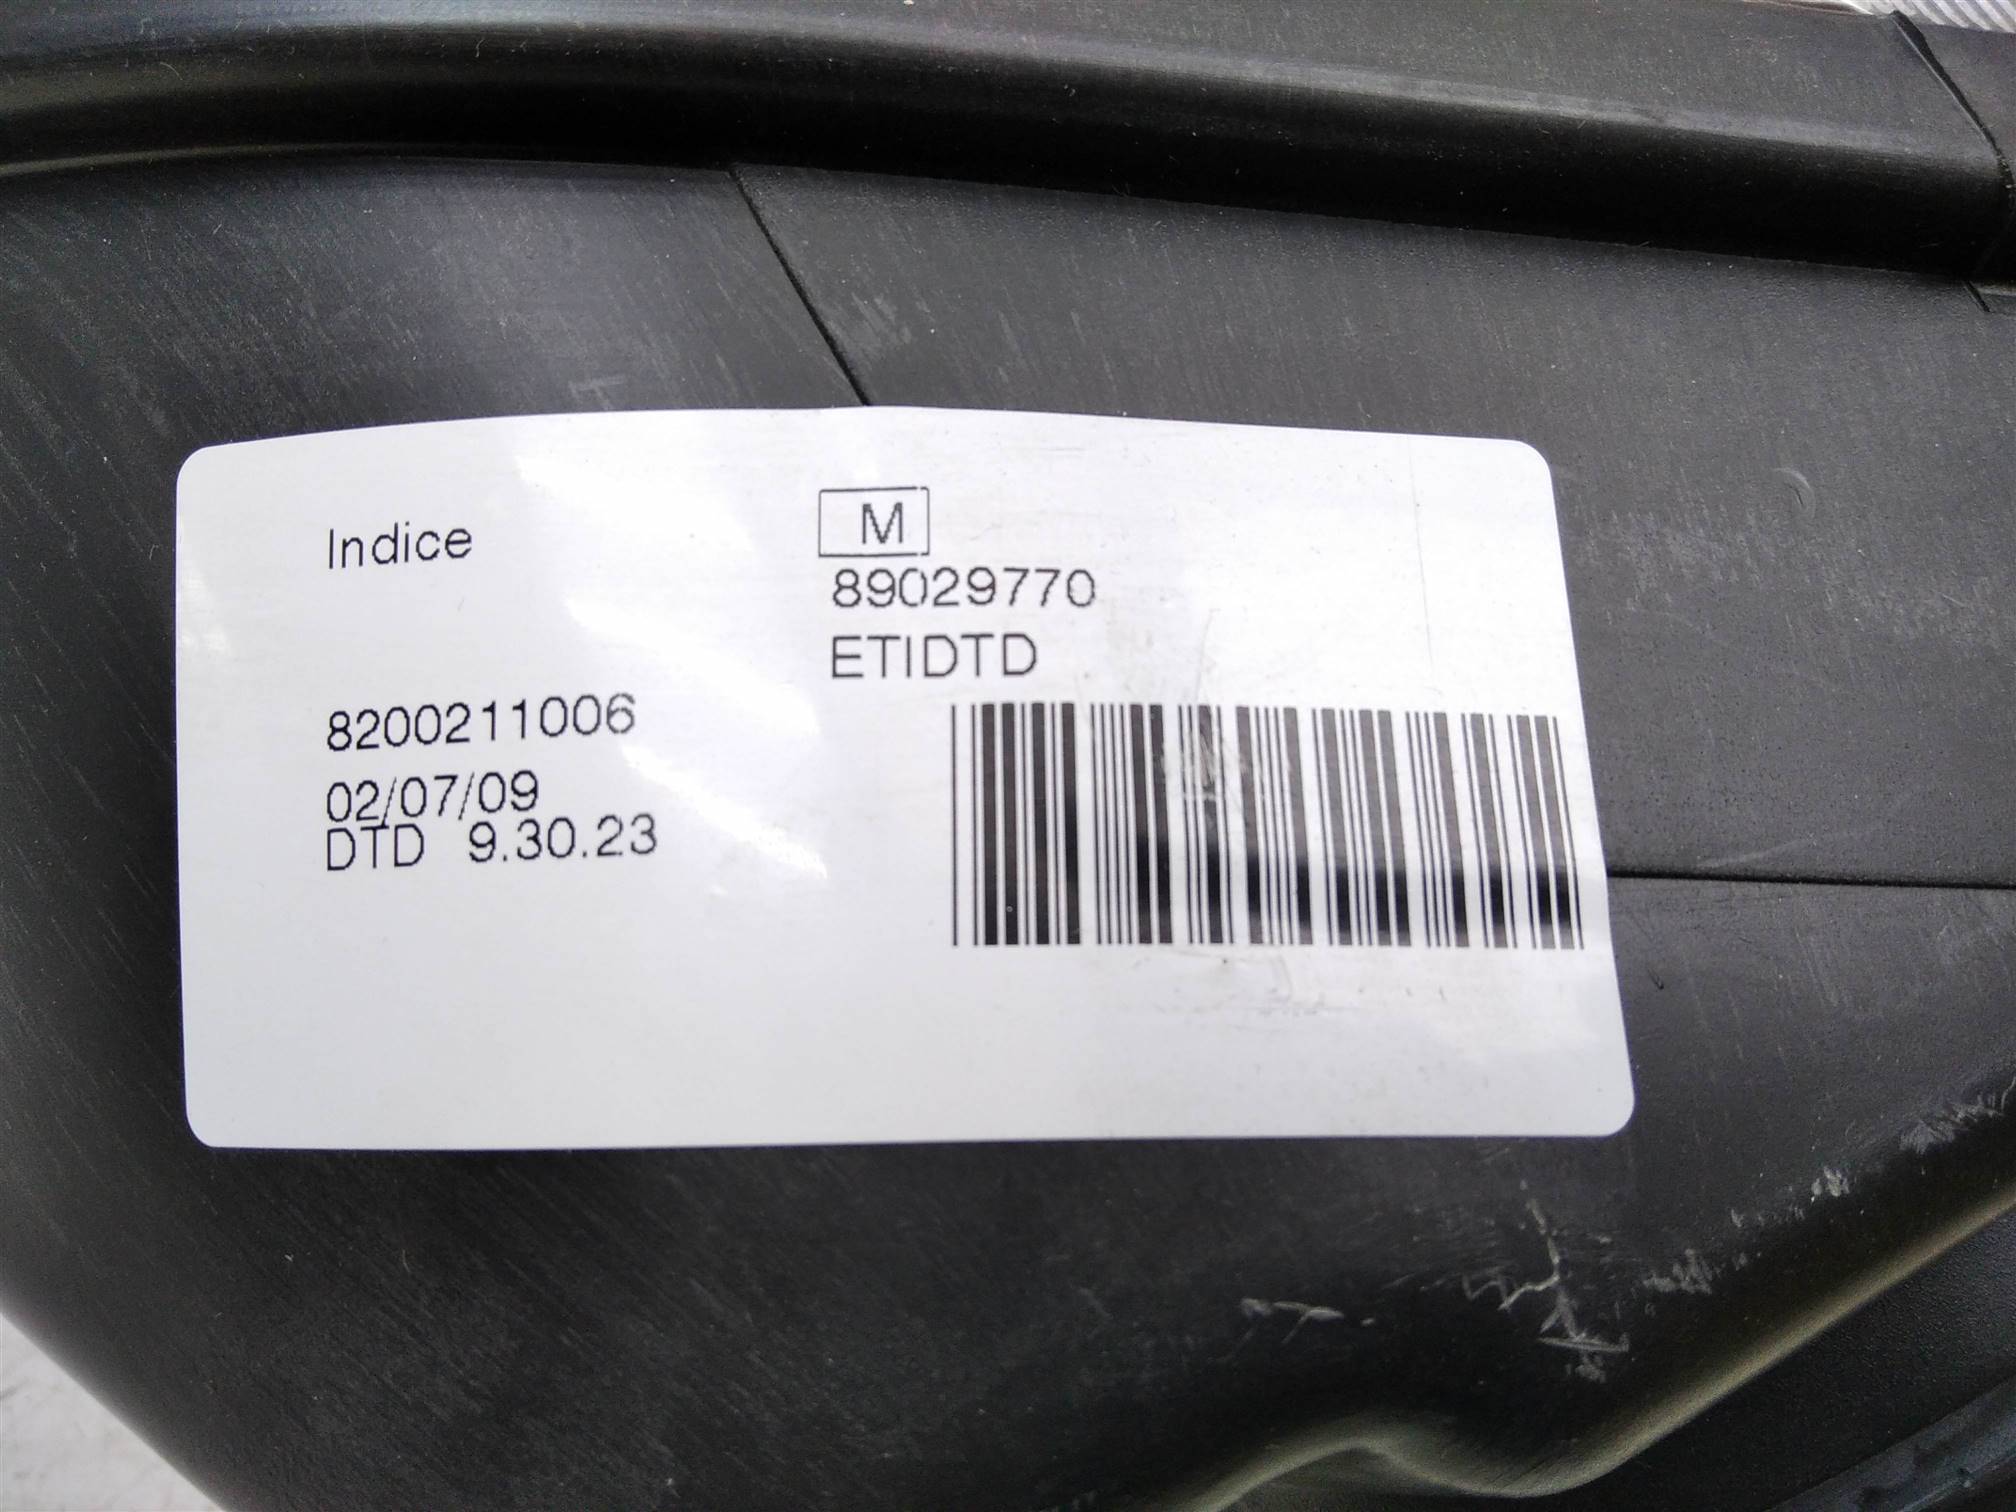 Indice
M
89029770
ETIDTD
8200211006
02/07/09
DTD 9.30.23